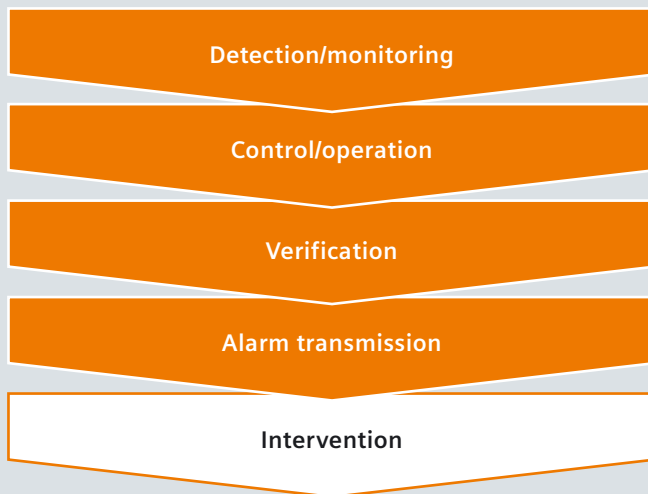 Detection/monitoring
Control/operation
Verification
Alarm transmission
Intervention